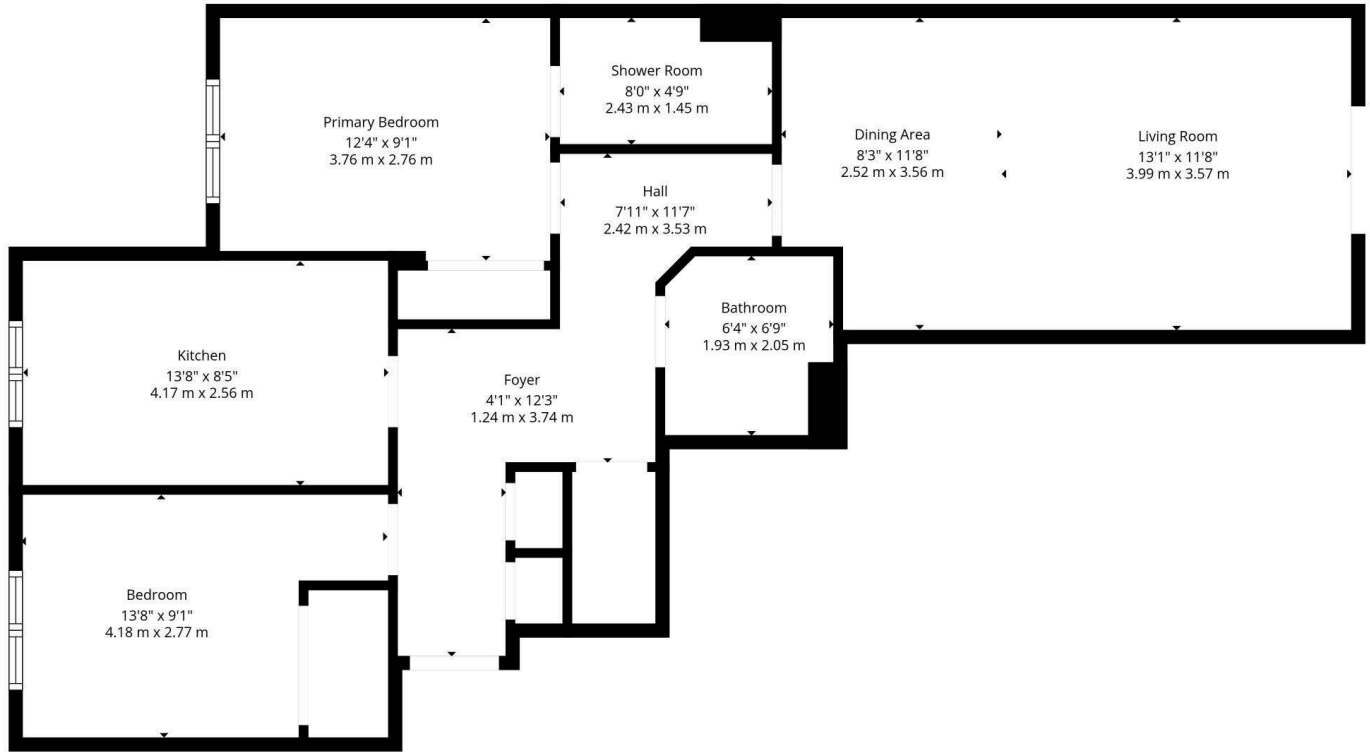 Primary Bedroom
12'4" x 9'1"
3.76 m x 2.76 m
Shower Room
8'0" x 4'9"
2.43 m x 1.45 m
Dining Area
8'3" x 11'8"
2.52 m x 3.56 m
Living Room
13'1" x 11'8"
3.99 m x 3.57 m
Hall
7'11" x 11'7"
2.42 m x 3.53 m
Bathroom
6'4" x 6'9"
1.93 m x 2.05 m
Kitchen
13'8" x 8'5"
4.17 m x 2.56 m
Foyer
4'1" x 12'3"
1.24 m x 3.74 m
Bedroom
13'8" x 9'1"
4.18 m x 2.77 m